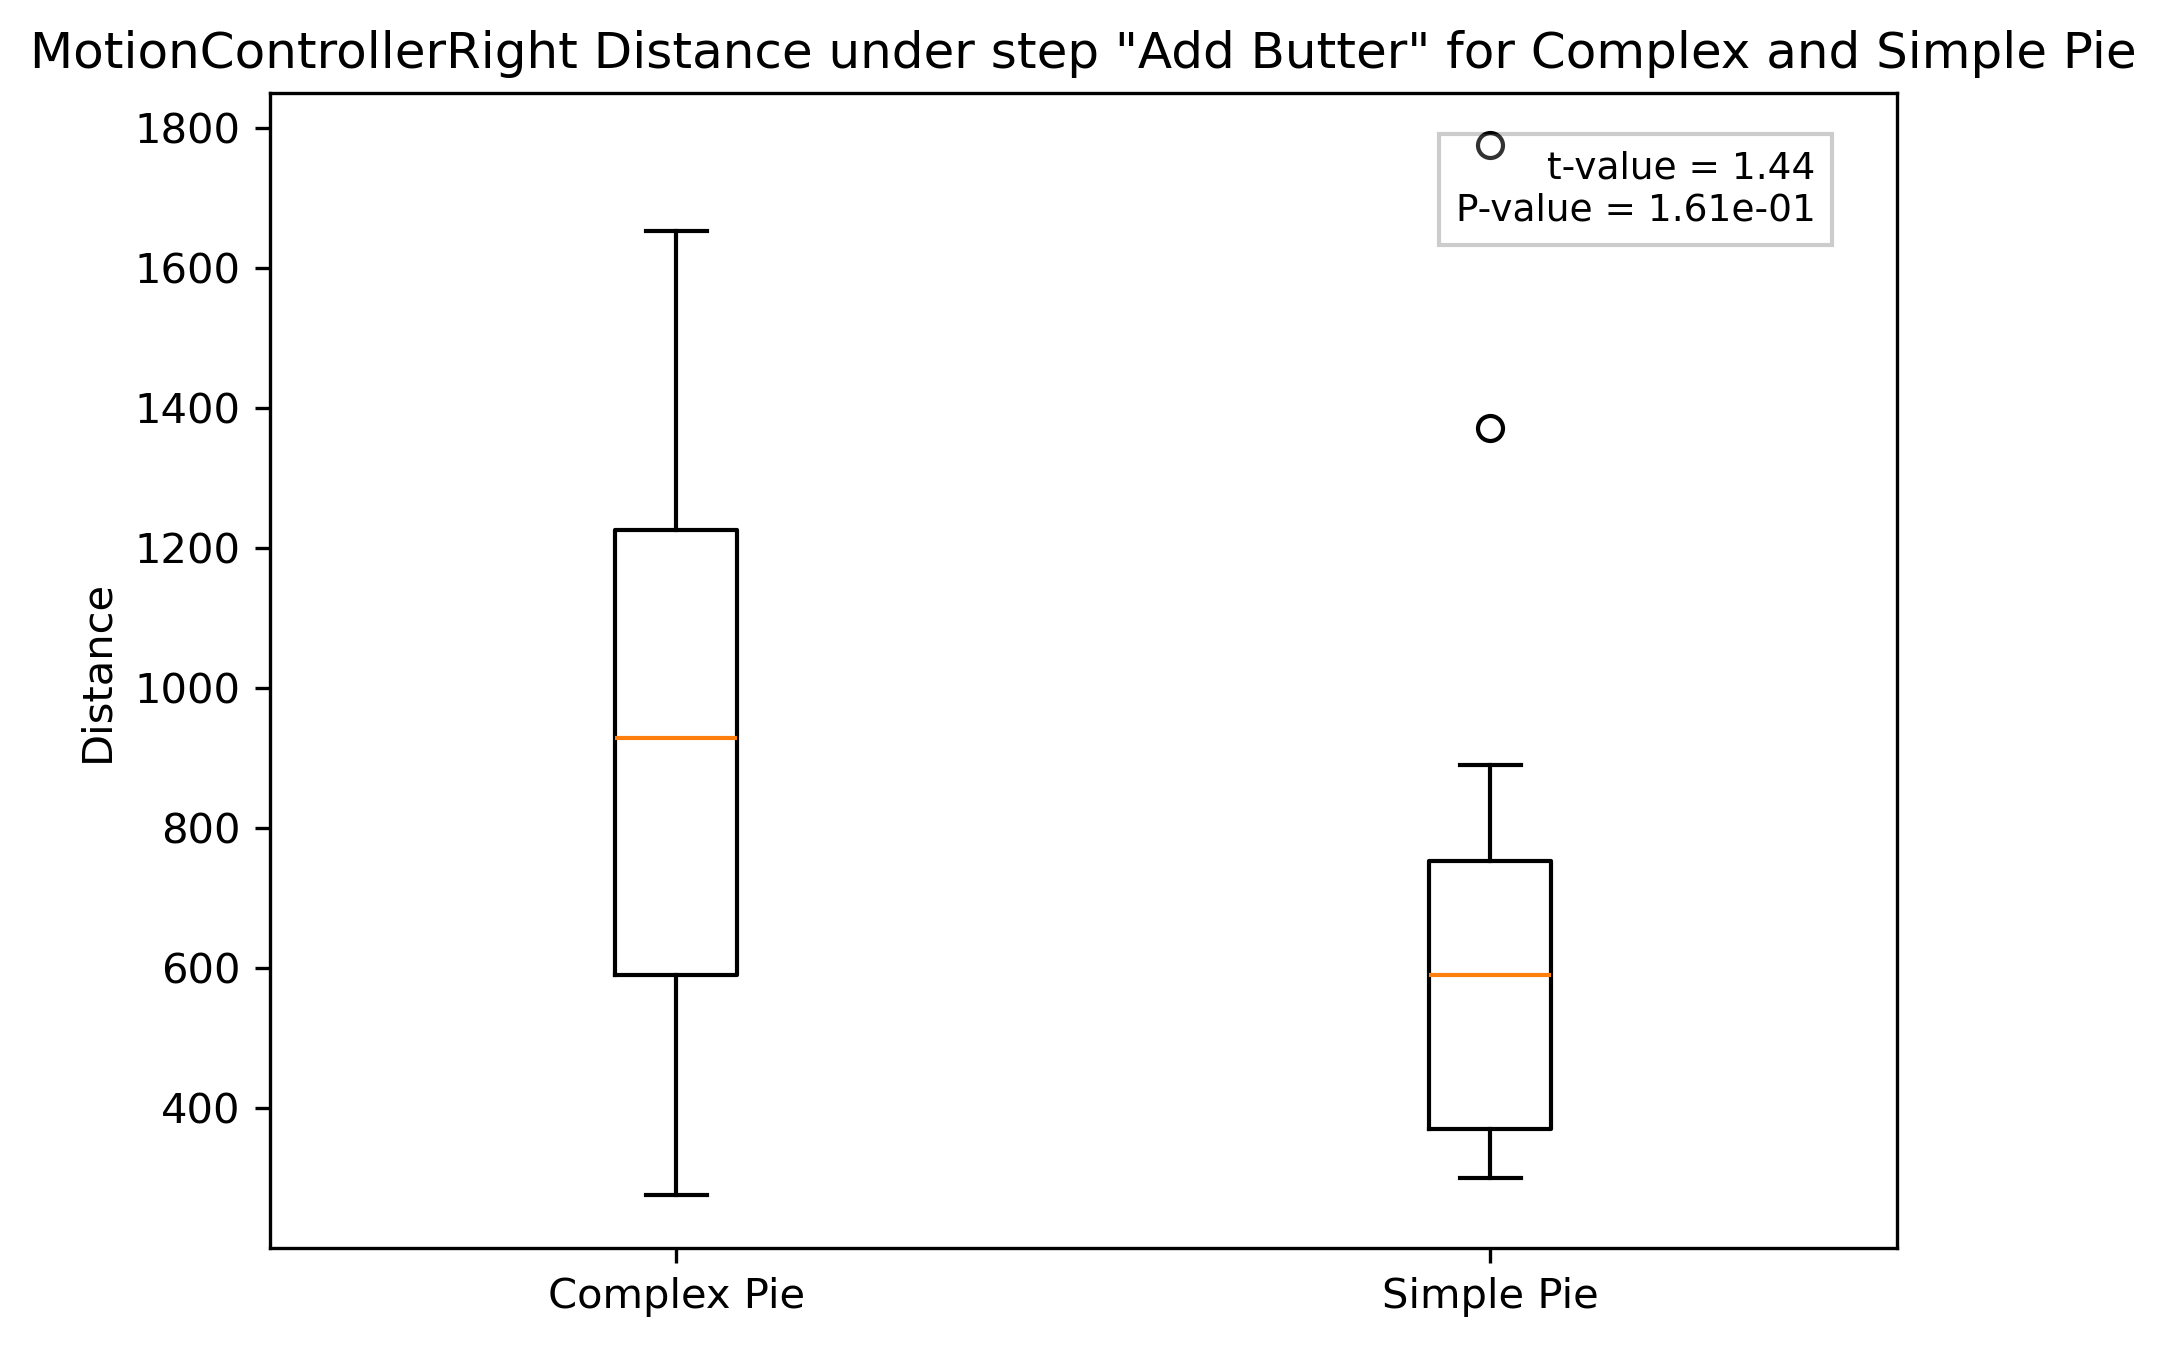 MotionControllerRight Distance under step "Add Butter" for Complex and Simple Pie
t-value = 1.44
P-value = 1.61e-01
1800
1600
1400
1200
1000
800
600
400
Distance
Complex Pie
Simple Pie